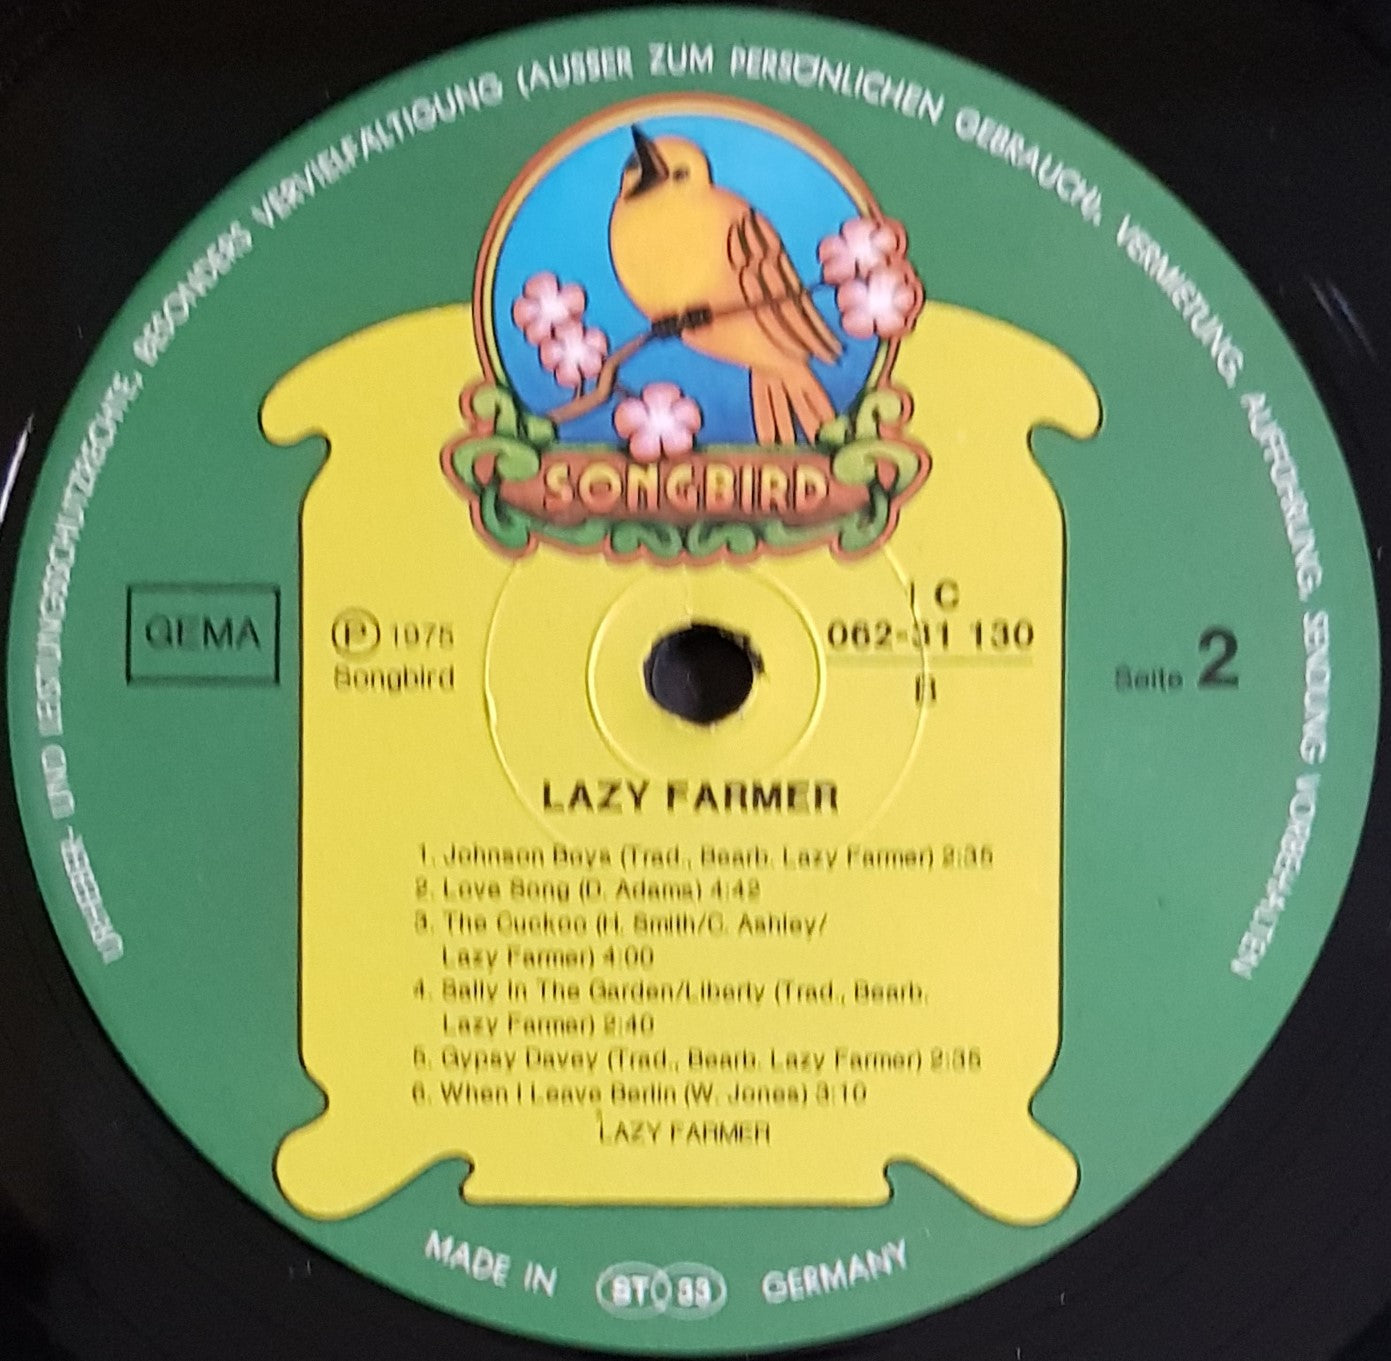 URHEBER- UND LEISTUNGSSCHUTZRECHTE, BESONDERS VERVIELFÄLTIGUNG (AUSSER ZUM PERSÖNLICHEN GEBRAUCH), VERMIETUNG, AUFFÜHRUNG, SENDUNG VORBEHALTEN
SONGBIRD
GEMA
Ⓟ 1975
Songbird
1 C
062-31 130
B
Seite 2
LAZY FARMER
1. Johnson Boys (Trad., Bearb. Lazy Farmer) 2:35
2. Love Song (D. Adams) 4:42
3. The Cuckoo (H. Smith/C. Ashley/
Lazy Farmer) 4:00
4. Sally In The Garden/Liberty (Trad., Bearb.
Lazy Farmer) 2:40
5. Gypsy Davey (Trad., Bearb. Lazy Farmer) 2:35
6. When I Leave Berlin (W. Jones) 3:10
LAZY FARMER
MADE IN ST 33 GERMANY